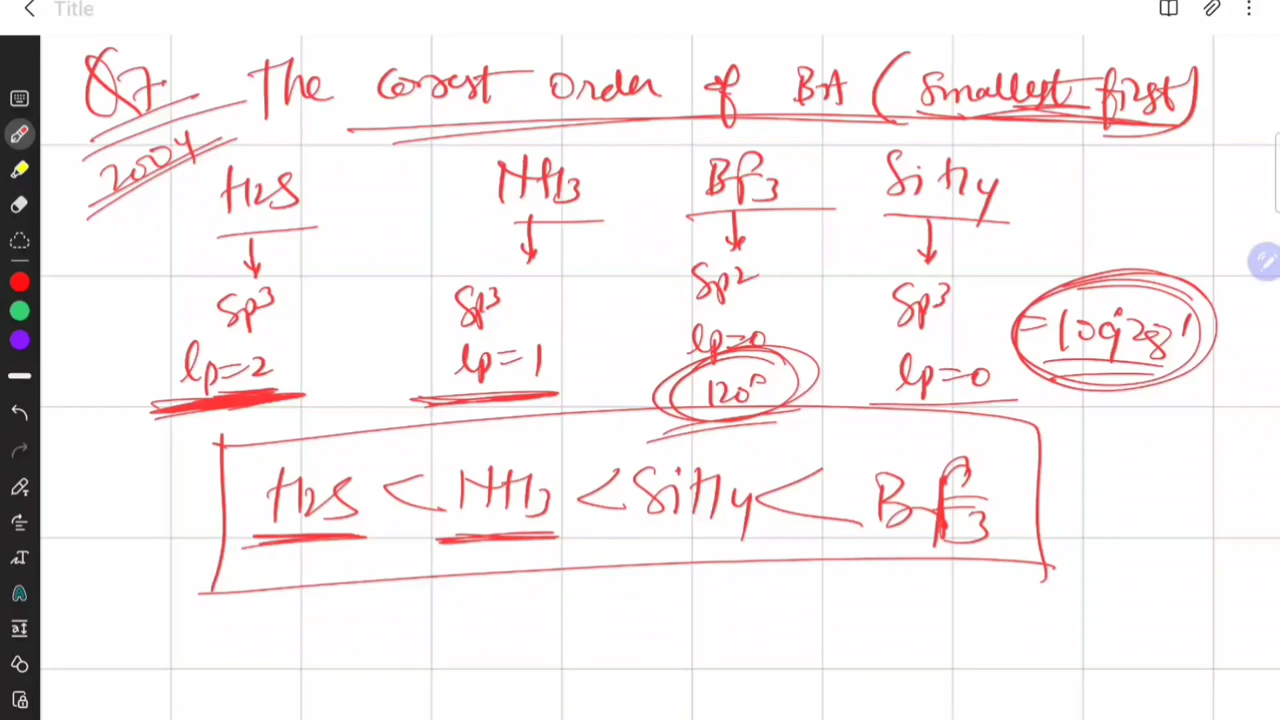 Title
Q7. The correct order of BA (smallest first)
2004
H2S NH3 BF3 SiH4
sp3 sp3 sp2 sp3
lp=2 lp=1 lp=0 lp=0
120° =109°28'
H2S < NH3 < SiH4 < BF3